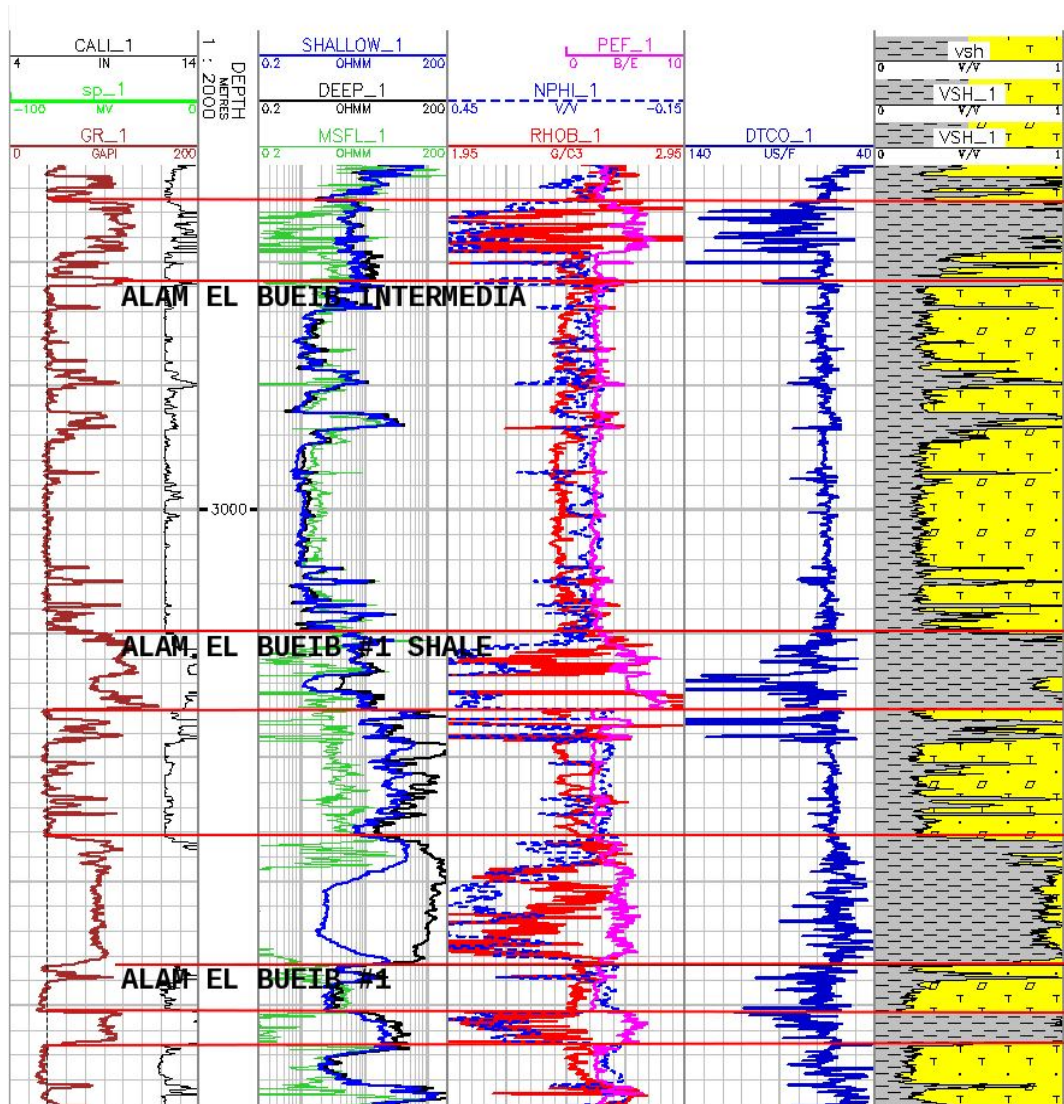 CALI_1
4 IN 14
sp_1
-100 MV 0
GR_1
0 GAPI 200
DEPTH
METRES
1 : 2000
SHALLOW_1
0.2 OHMM 200
DEEP_1
0.2 OHMM 200
MSFL_1
0.2 OHMM 200
PEF_1
0 B/E 10
NPHI_1
0.45 V/V -0.15
RHOB_1
1.95 G/C3 2.95
DTCO_1
140 US/F 40
vsh
0 V/V 1
VSH_1
0 V/V 1
VSH_1
0 V/V 1
ALAM EL BUEIB INTERMEDIA
3000
ALAM EL BUEIB #1 SHALE
ALAM EL BUEIB #1